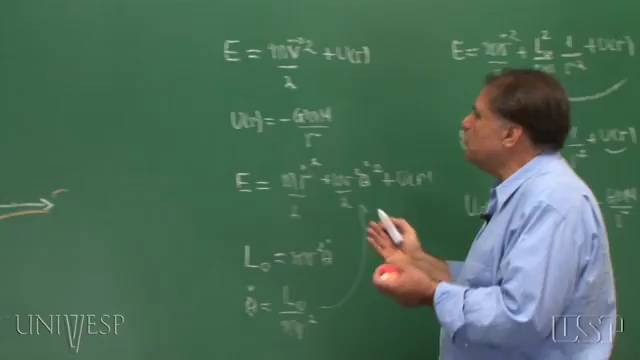 E = mv²/2 + U(r)
U(r) = -GmM/r
E = mṙ²/2 + mr²θ̇²/2 + U(r)
L₀ = mr²θ̇
θ̇ = L₀/mr²
E = mṙ²/2 + L₀²/2m 1/r² + U(r)
+ U(r)
UNIVESP
USP